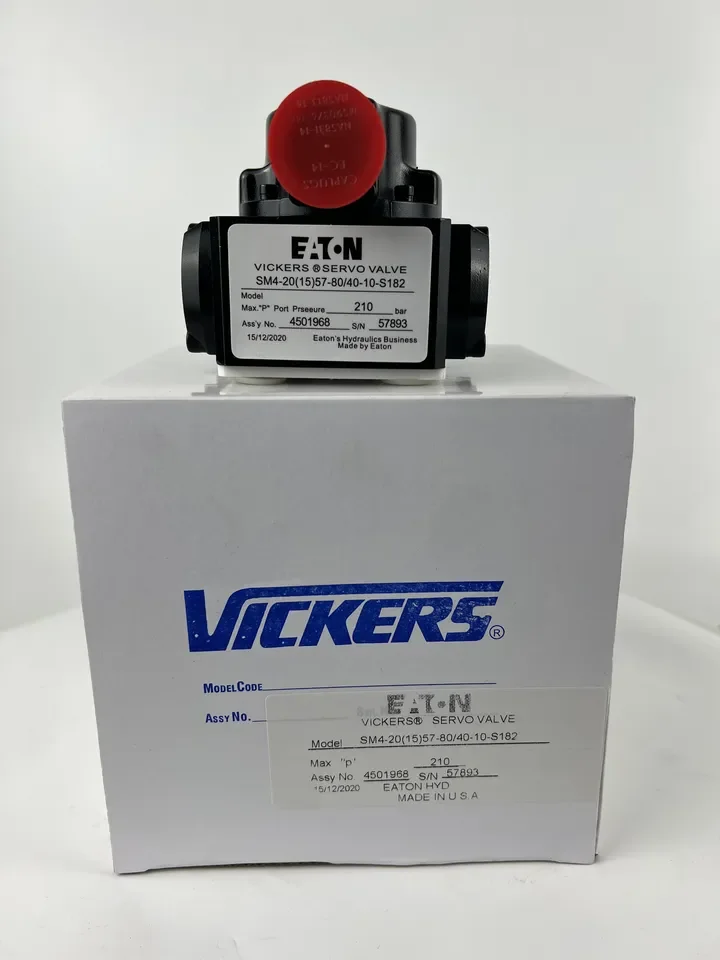 CAPLUGS
EC-14
EATON
VICKERS ® SERVO VALVE
SM4-20(15)57-80/40-10-S182
Model
Max."P" Port Prseeure 210 bar
Ass'y No. 4501968 S/N 57893
15/12/2020 Eaton's Hydraulics Business
Made by Eaton
VICKERS®
MODEL CODE
ASSY NO.
EATON
VICKERS® SERVO VALVE
Model SM4-20(15)57-80/40-10-S182
Max "p" 210
Assy No 4501968 S/N 57893
15/12/2020 EATON HYD
MADE IN U.S.A